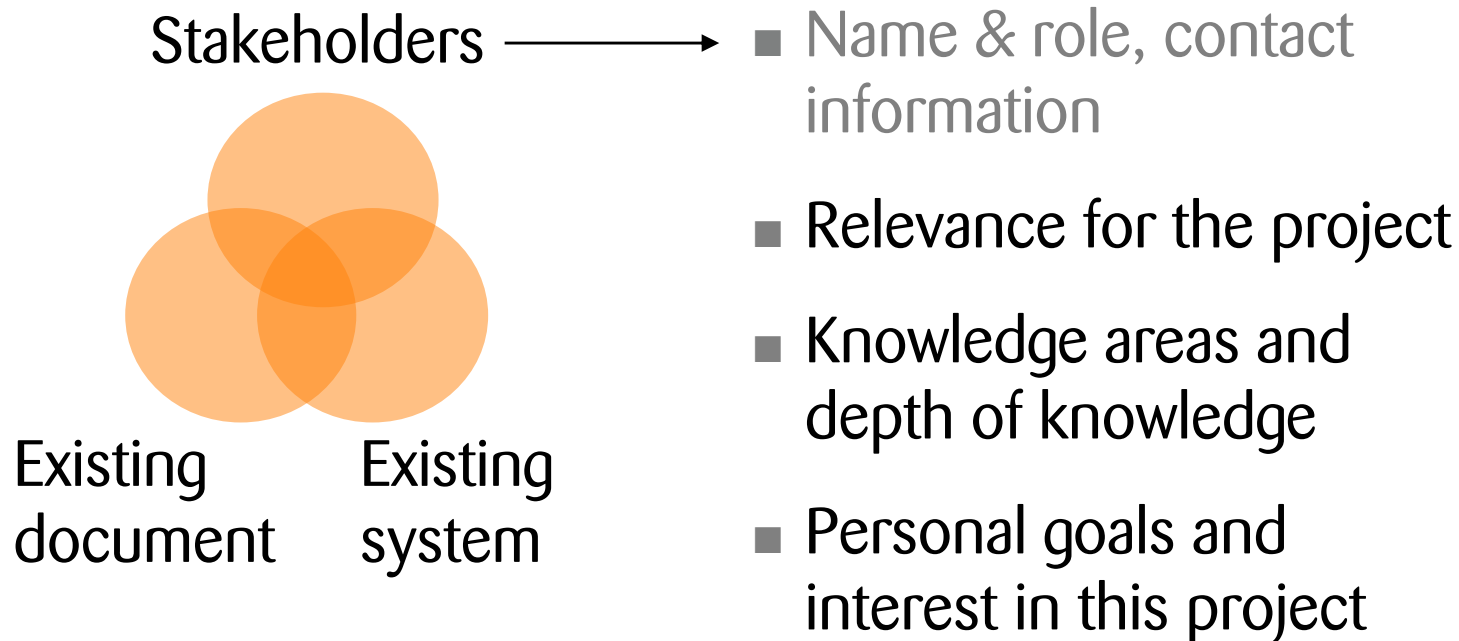 Stakeholders
Existing
document
Existing
system
Name & role, contact
information
Relevance for the project
Knowledge areas and
depth of knowledge
Personal goals and
interest in this project